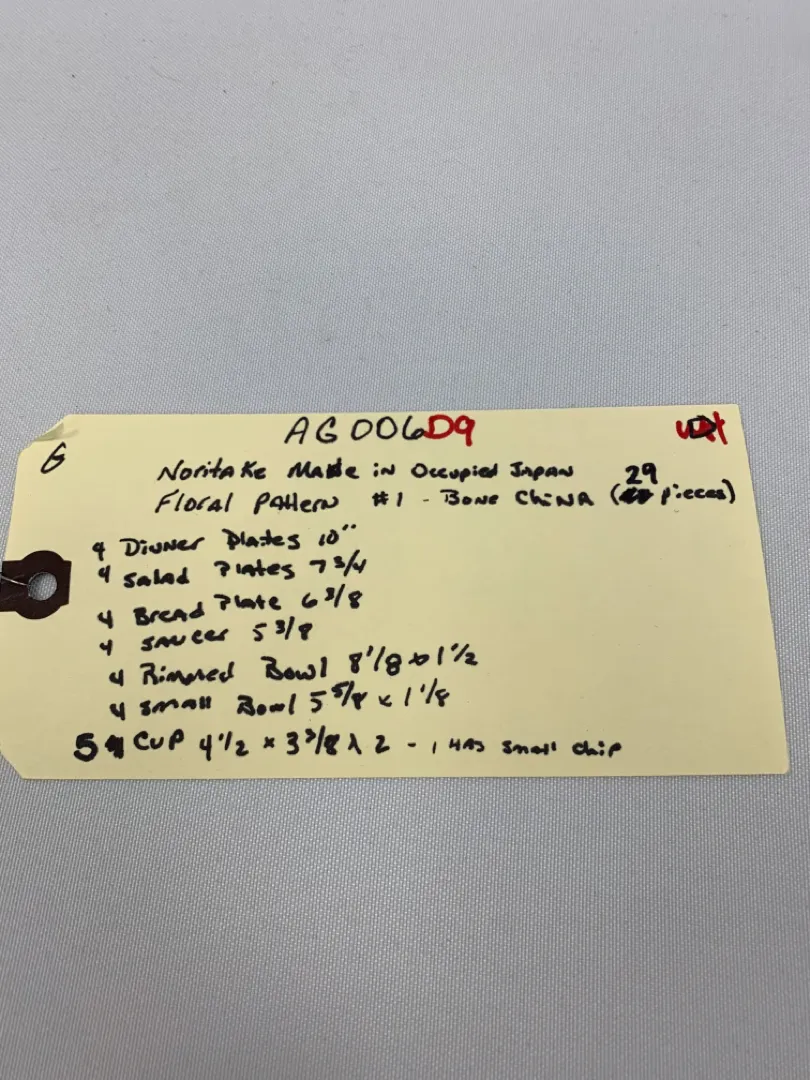 AG006D9
G
Noritake Made in Occupied Japan 29
Floral Pattern #1 - Bone China ( pieces)
4 Dinner Plates 10"
4 Salad Plates 7 3/4
4 Bread Plate 6 3/8
4 Saucer 5 3/8
4 Rimmed Bowl 8 1/8 x 1 1/2
4 Small Bowl 5 5/8 x 1 1/8
5 Cup 4 1/2 x 3 3/8 x 2 - 1 HAS small chip